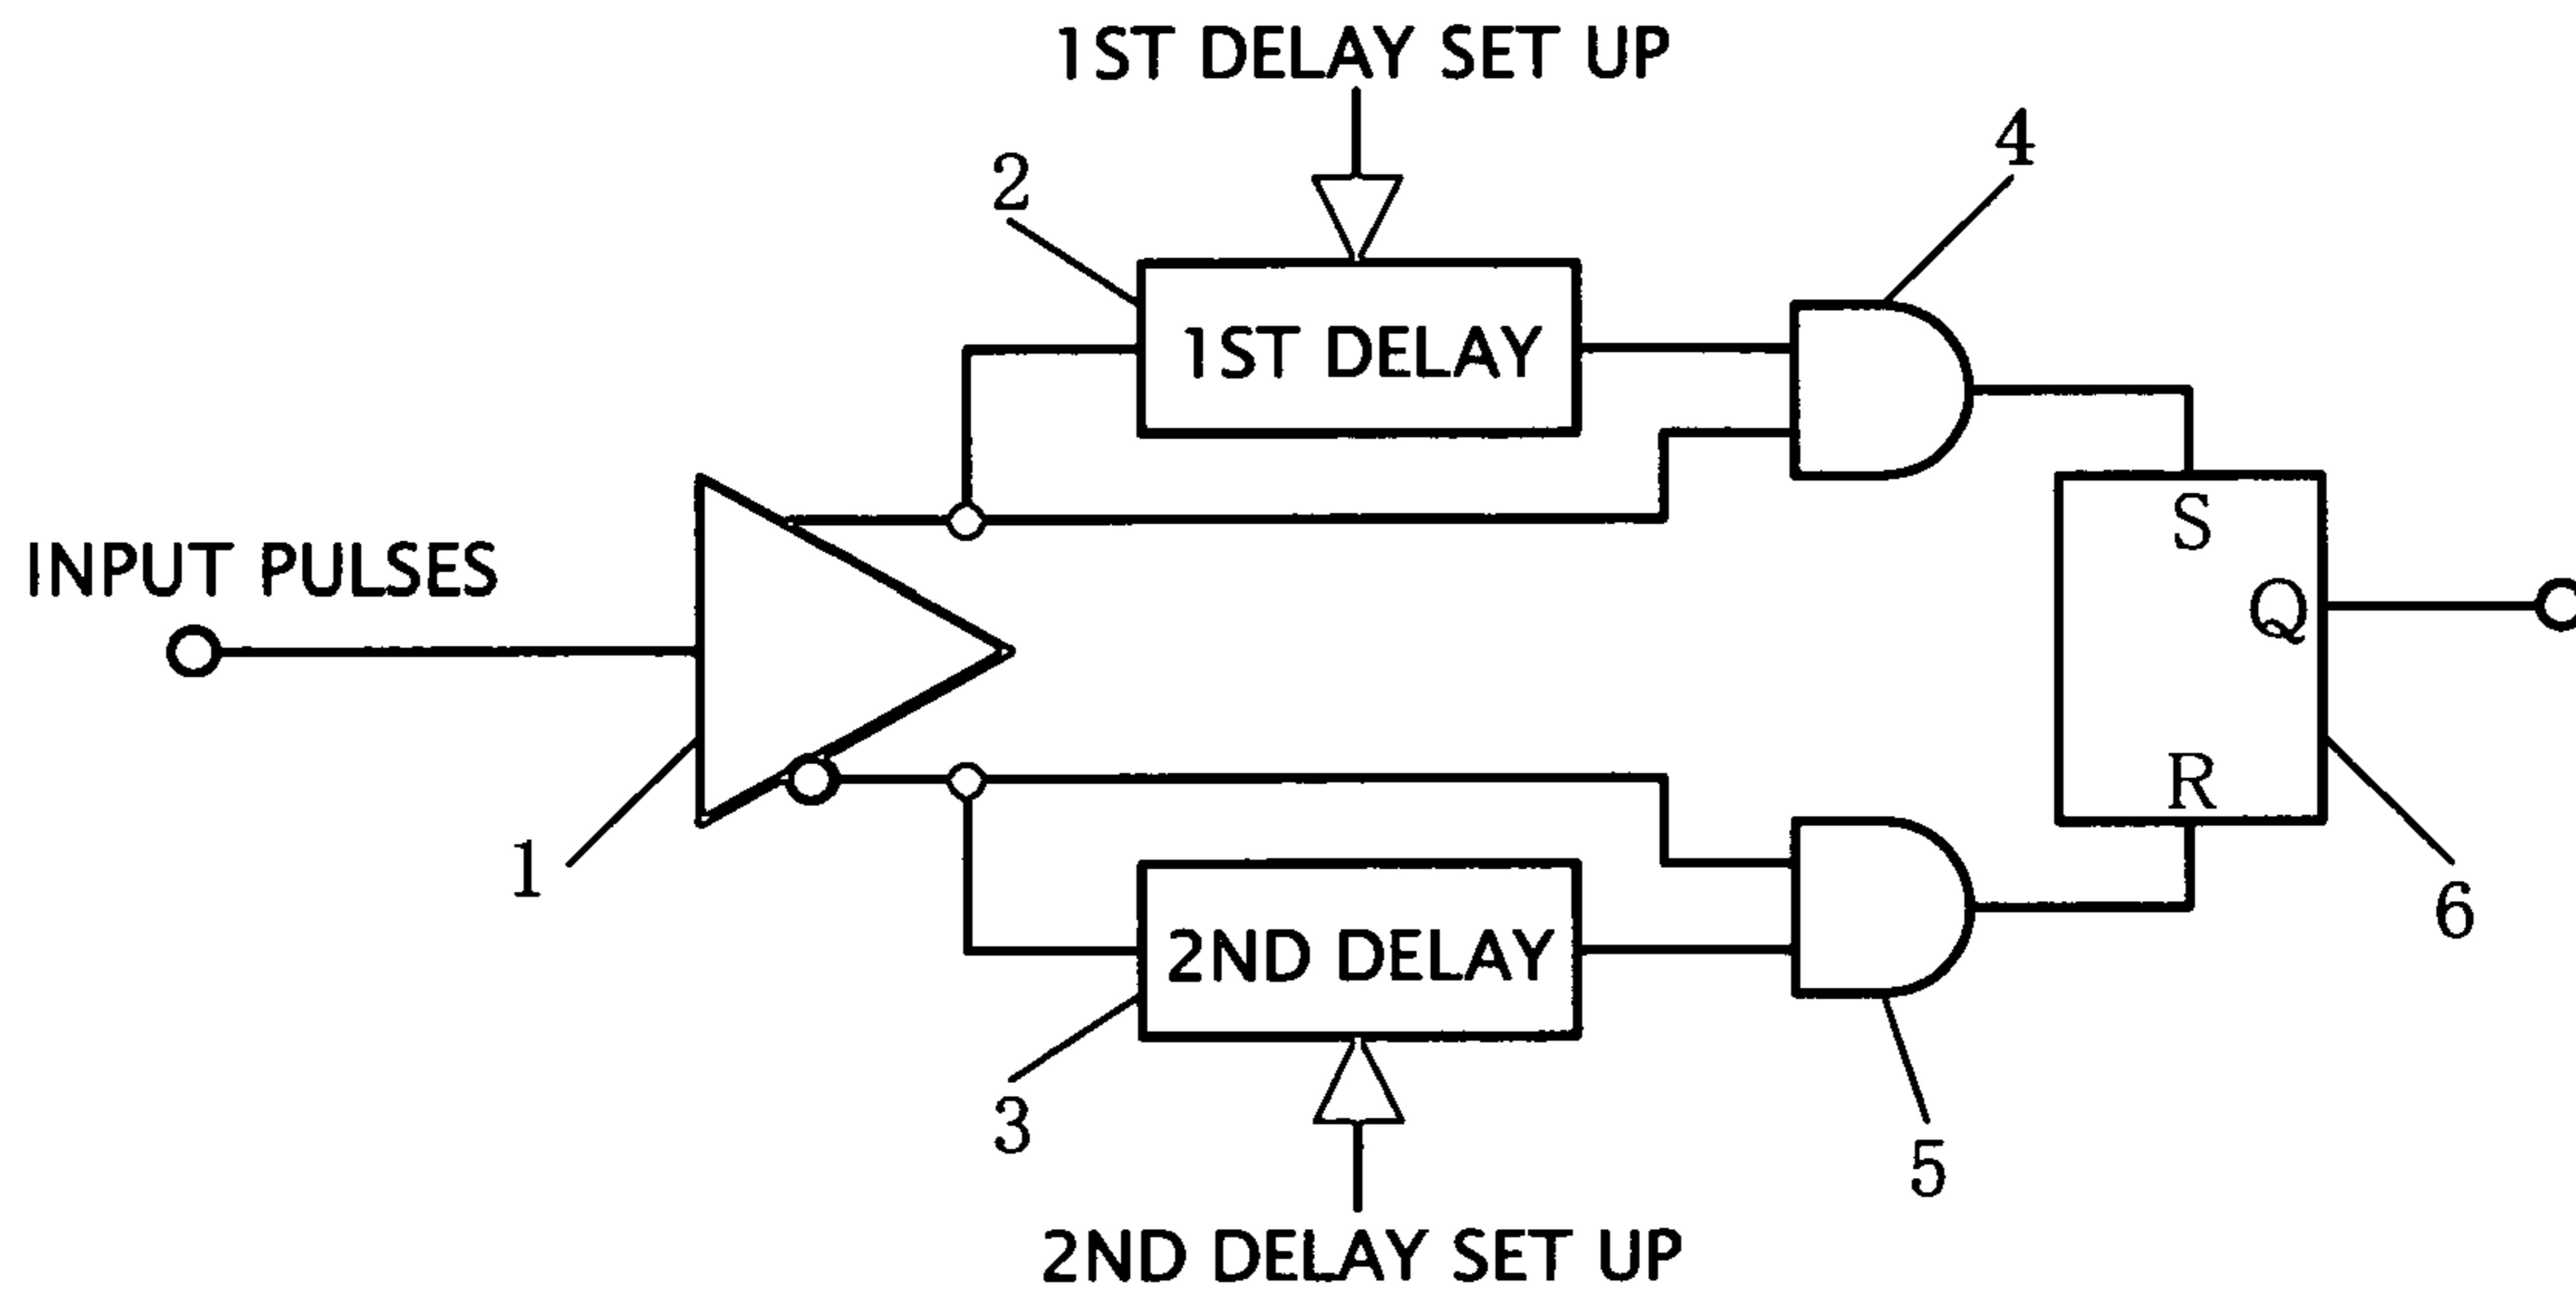 1ST DELAY SET UP
4
2
1ST DELAY
S
INPUT PULSES
Q
R
1
6
2ND DELAY
3
5
2ND DELAY SET UP